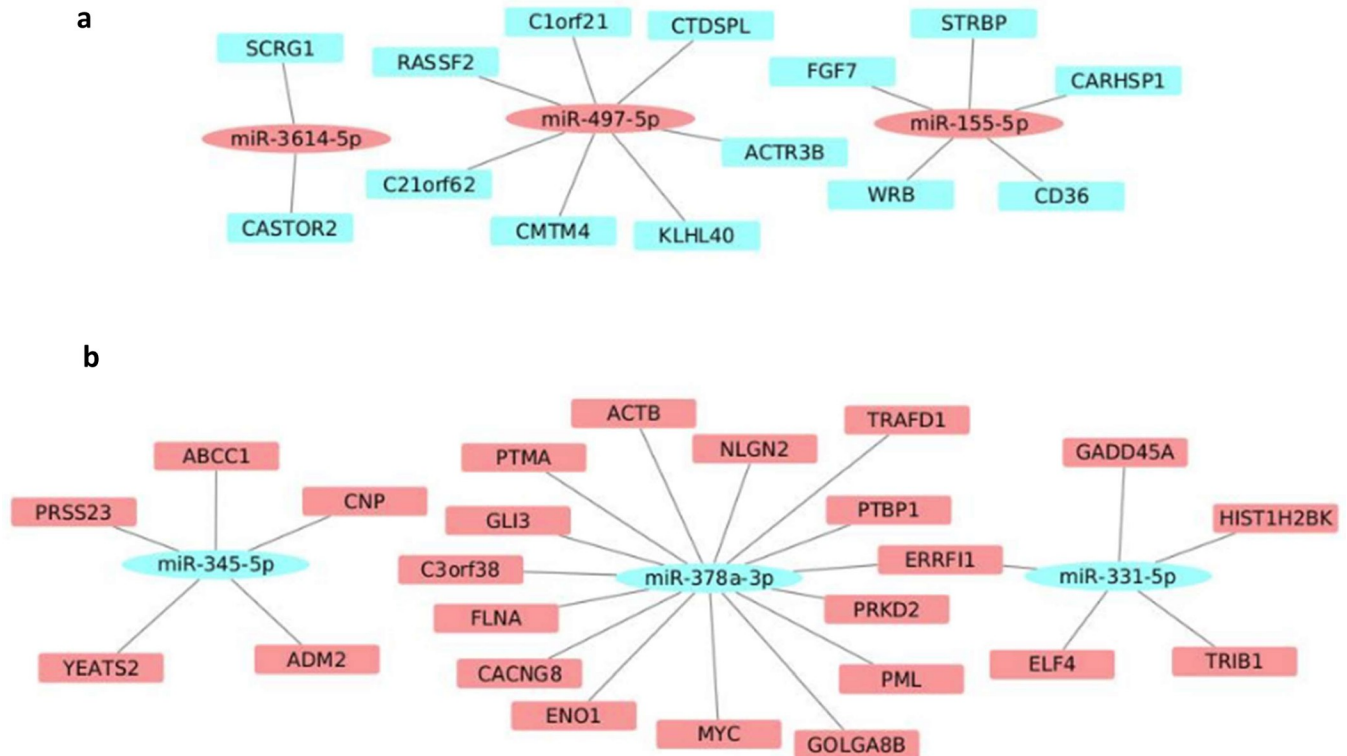 a
SCRG1
miR-3614-5p
CASTOR2
C1orf21
CTDSPL
RASSF2
miR-497-5p
ACTR3B
C21orf62
CMTM4
KLHL40
STRBP
FGF7
CARHSP1
miR-155-5p
WRB
CD36
b
ABCC1
PRSS23
CNP
miR-345-5p
YEATS2
ADM2
ACTB
TRAFD1
PTMA
NLGN2
GLI3
PTBP1
C3orf38
ERRFI1
miR-378a-3p
FLNA
PRKD2
CACNG8
PML
ENO1
MYC
GOLGA8B
GADD45A
HIST1H2BK
miR-331-5p
ELF4
TRIB1